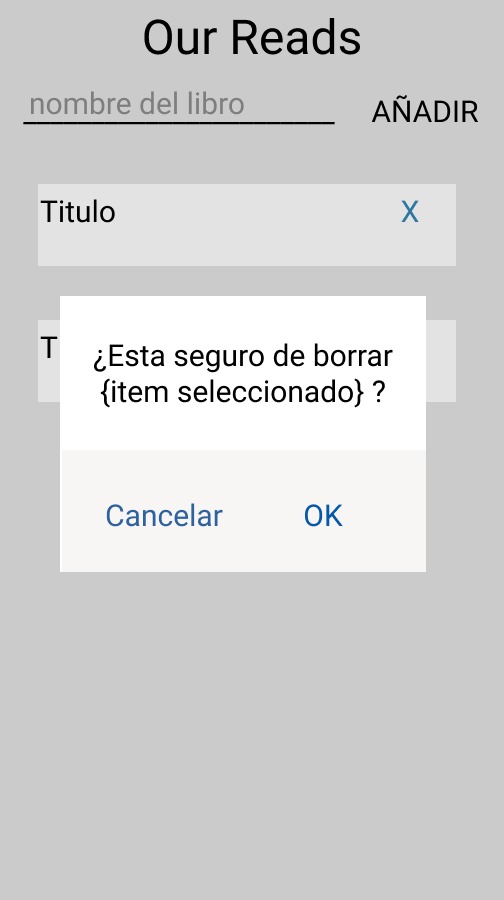 Our Reads
nombre del libro
AÑADIR
Titulo
X
T
¿Esta seguro de borrar
{item seleccionado} ?
Cancelar
OK